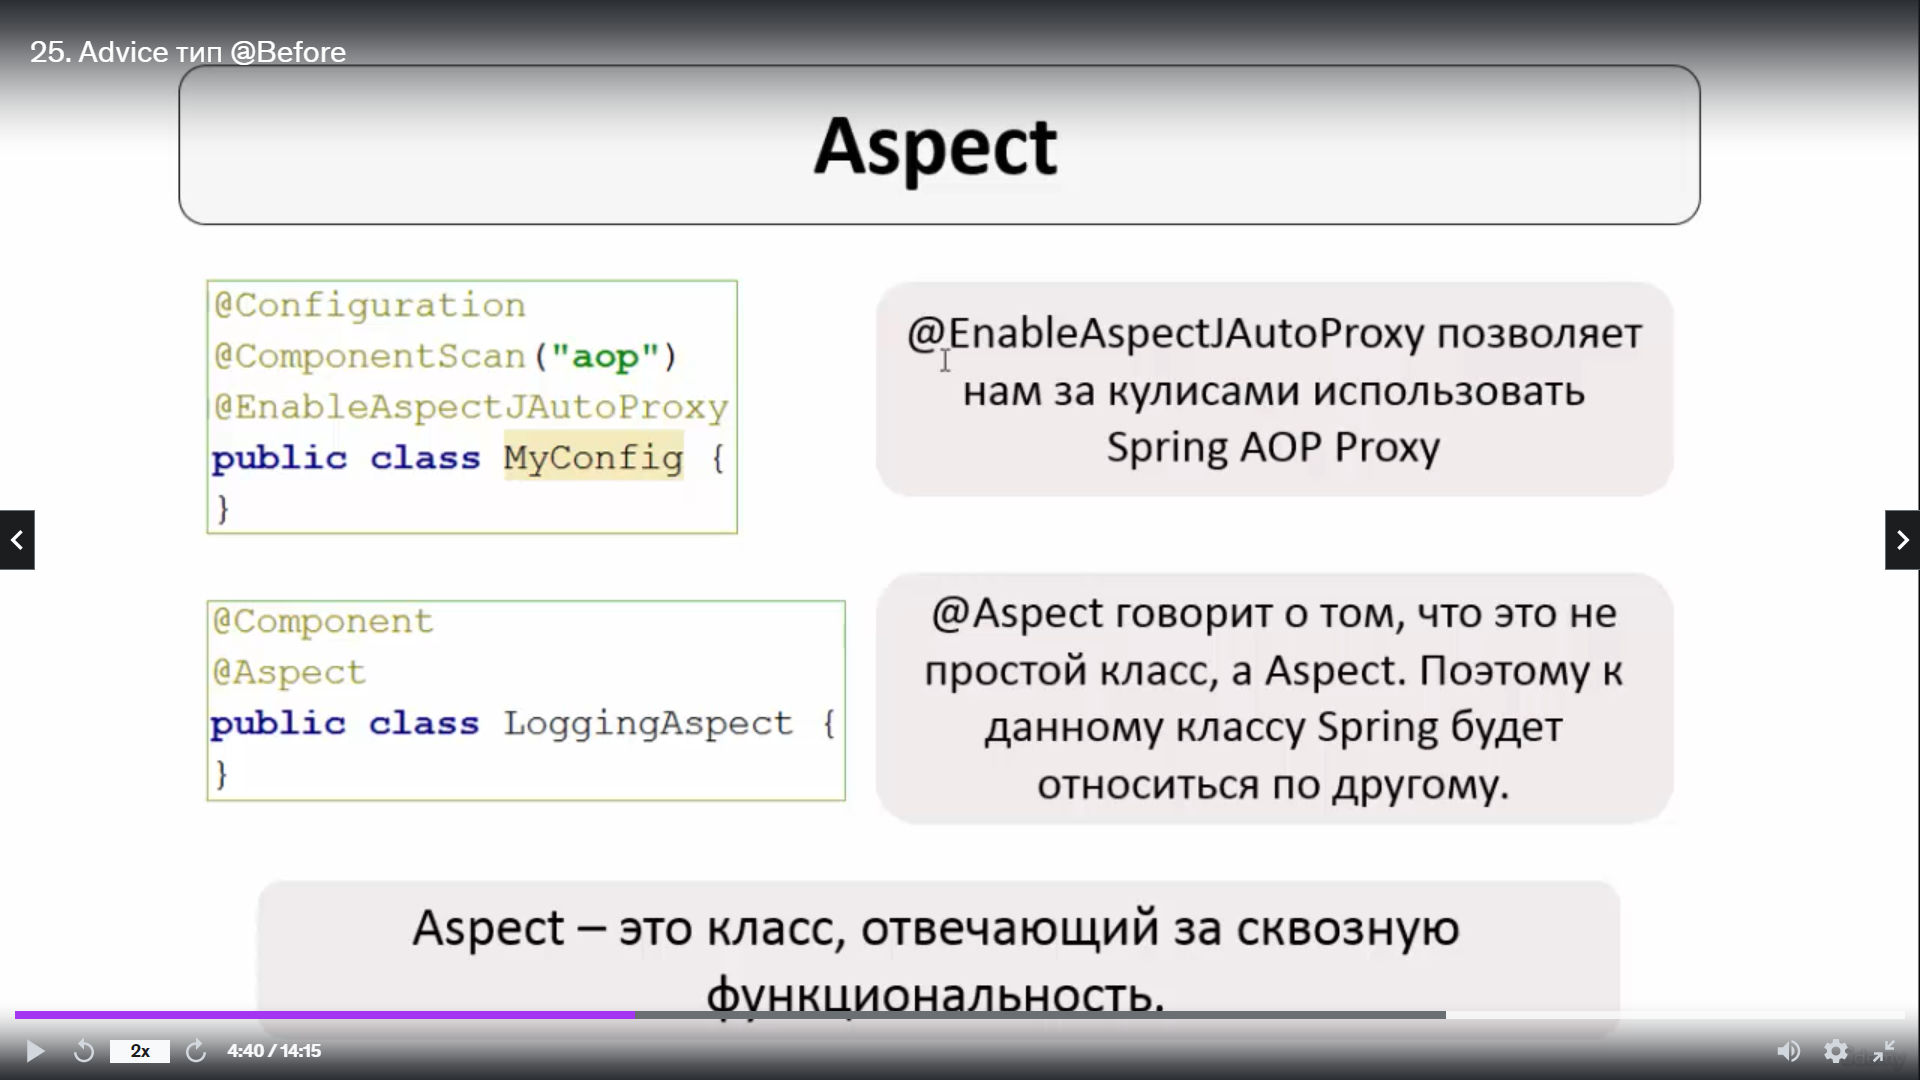 25. Advice тип @Before
Aspect
@Configuration
@ComponentScan("aop")
@EnableAspectJAutoProxy
public class MyConfig {
}
@EnableAspectJAutoProxy позволяет
нам за кулисами использовать
Spring AOP Proxy
@Component
@Aspect
public class LoggingAspect {
}
@Aspect говорит о том, что это не
простой класс, а Aspect. Поэтому к
данному классу Spring будет
относиться по другому.
Aspect – это класс, отвечающий за сквозную
функциональность.
2x
4:40 / 14:15